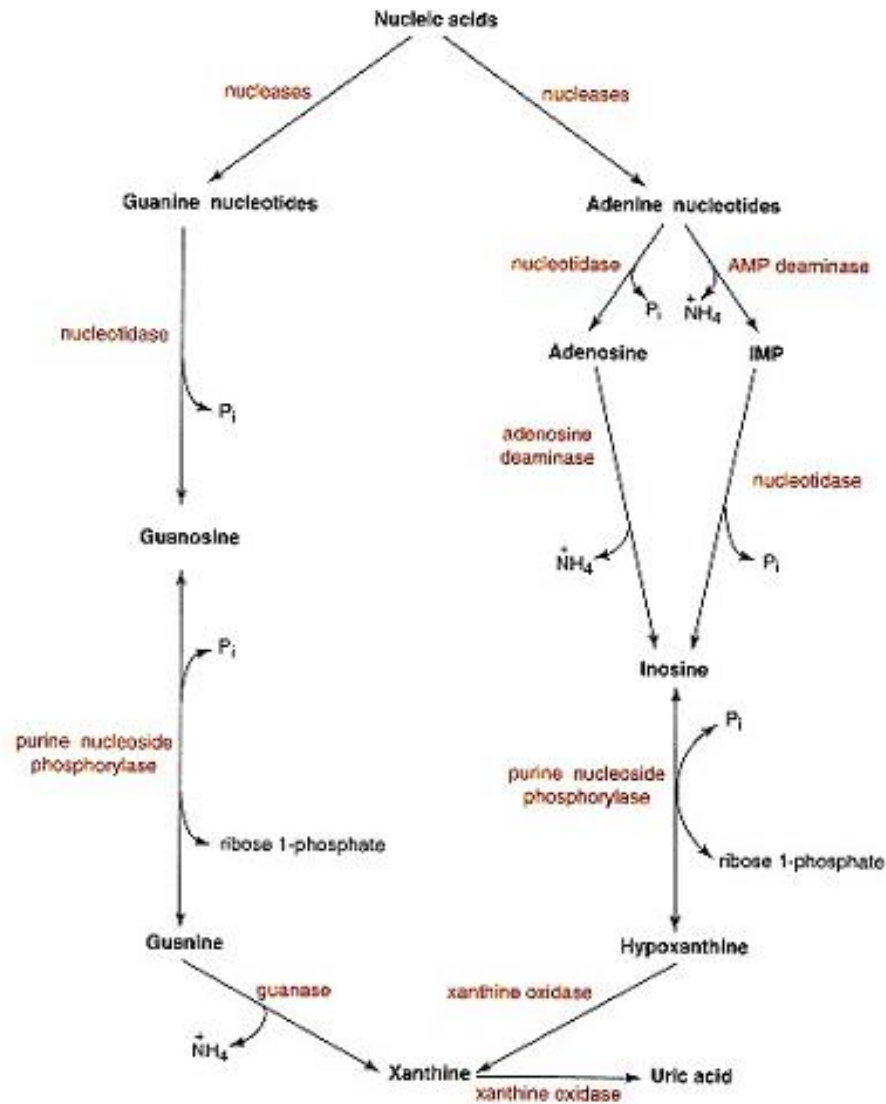 Nucleic acids
nucleases
nucleases
Guanine nucleotides
Adenine nucleotides
nucleotidase
AMP deaminase
Pi
NH4+
nucleotidase
Adenosine
IMP
Pi
adenosine
deaminase
nucleotidase
Guanosine
NH4+
Pi
Pi
Inosine
Pi
purine nucleoside
phosphorylase
purine nucleoside
phosphorylase
ribose 1-phosphate
ribose 1-phosphate
Guanine
Hypoxanthine
guanase
xanthine oxidase
NH4+
Xanthine
Uric acid
xanthine oxidase